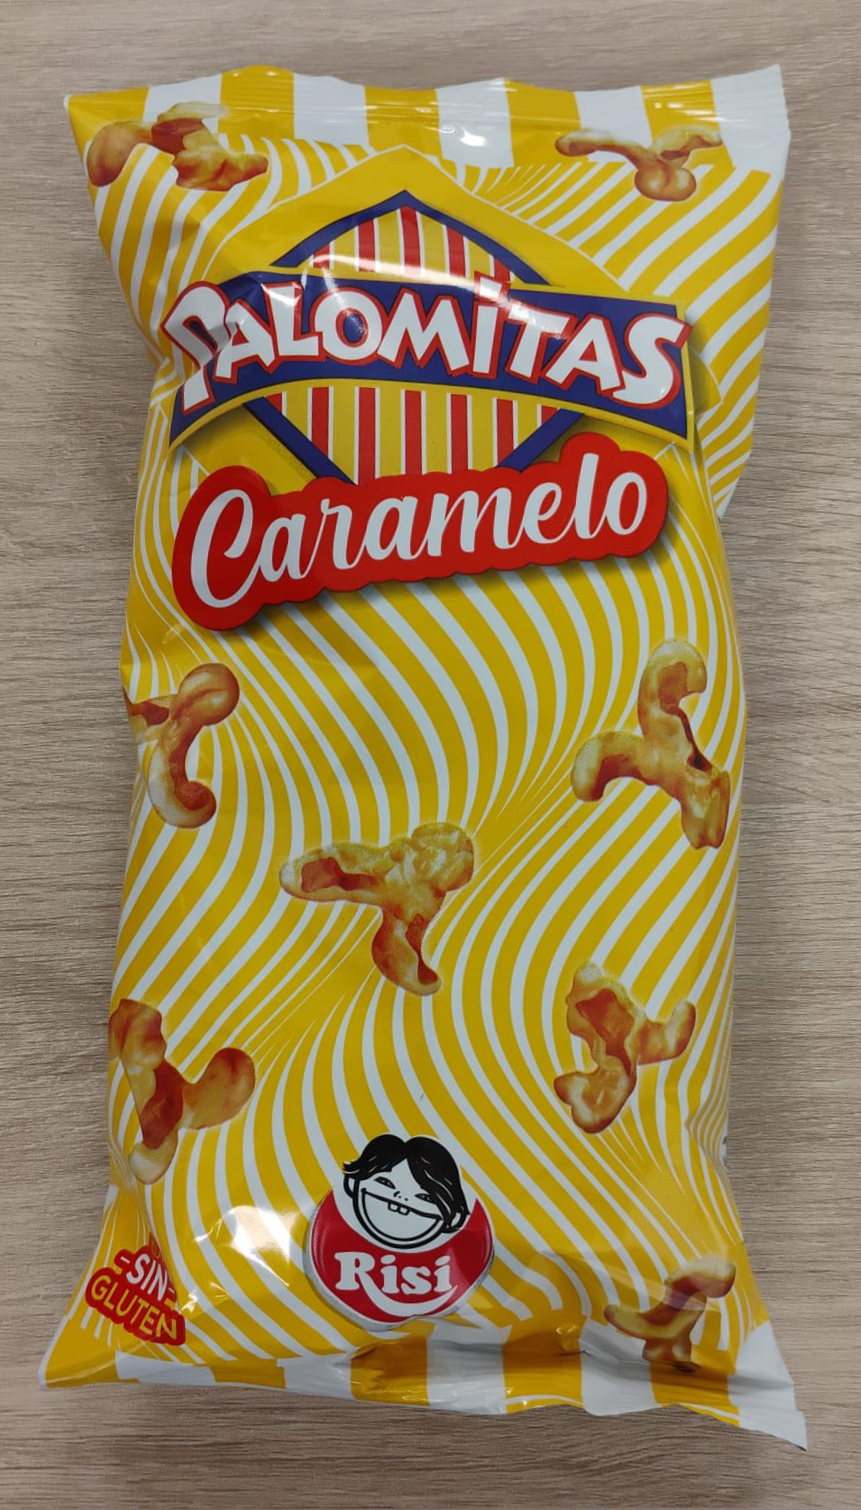 PALOMITAS
Caramelo
Risi
-SIN-
GLUTEN